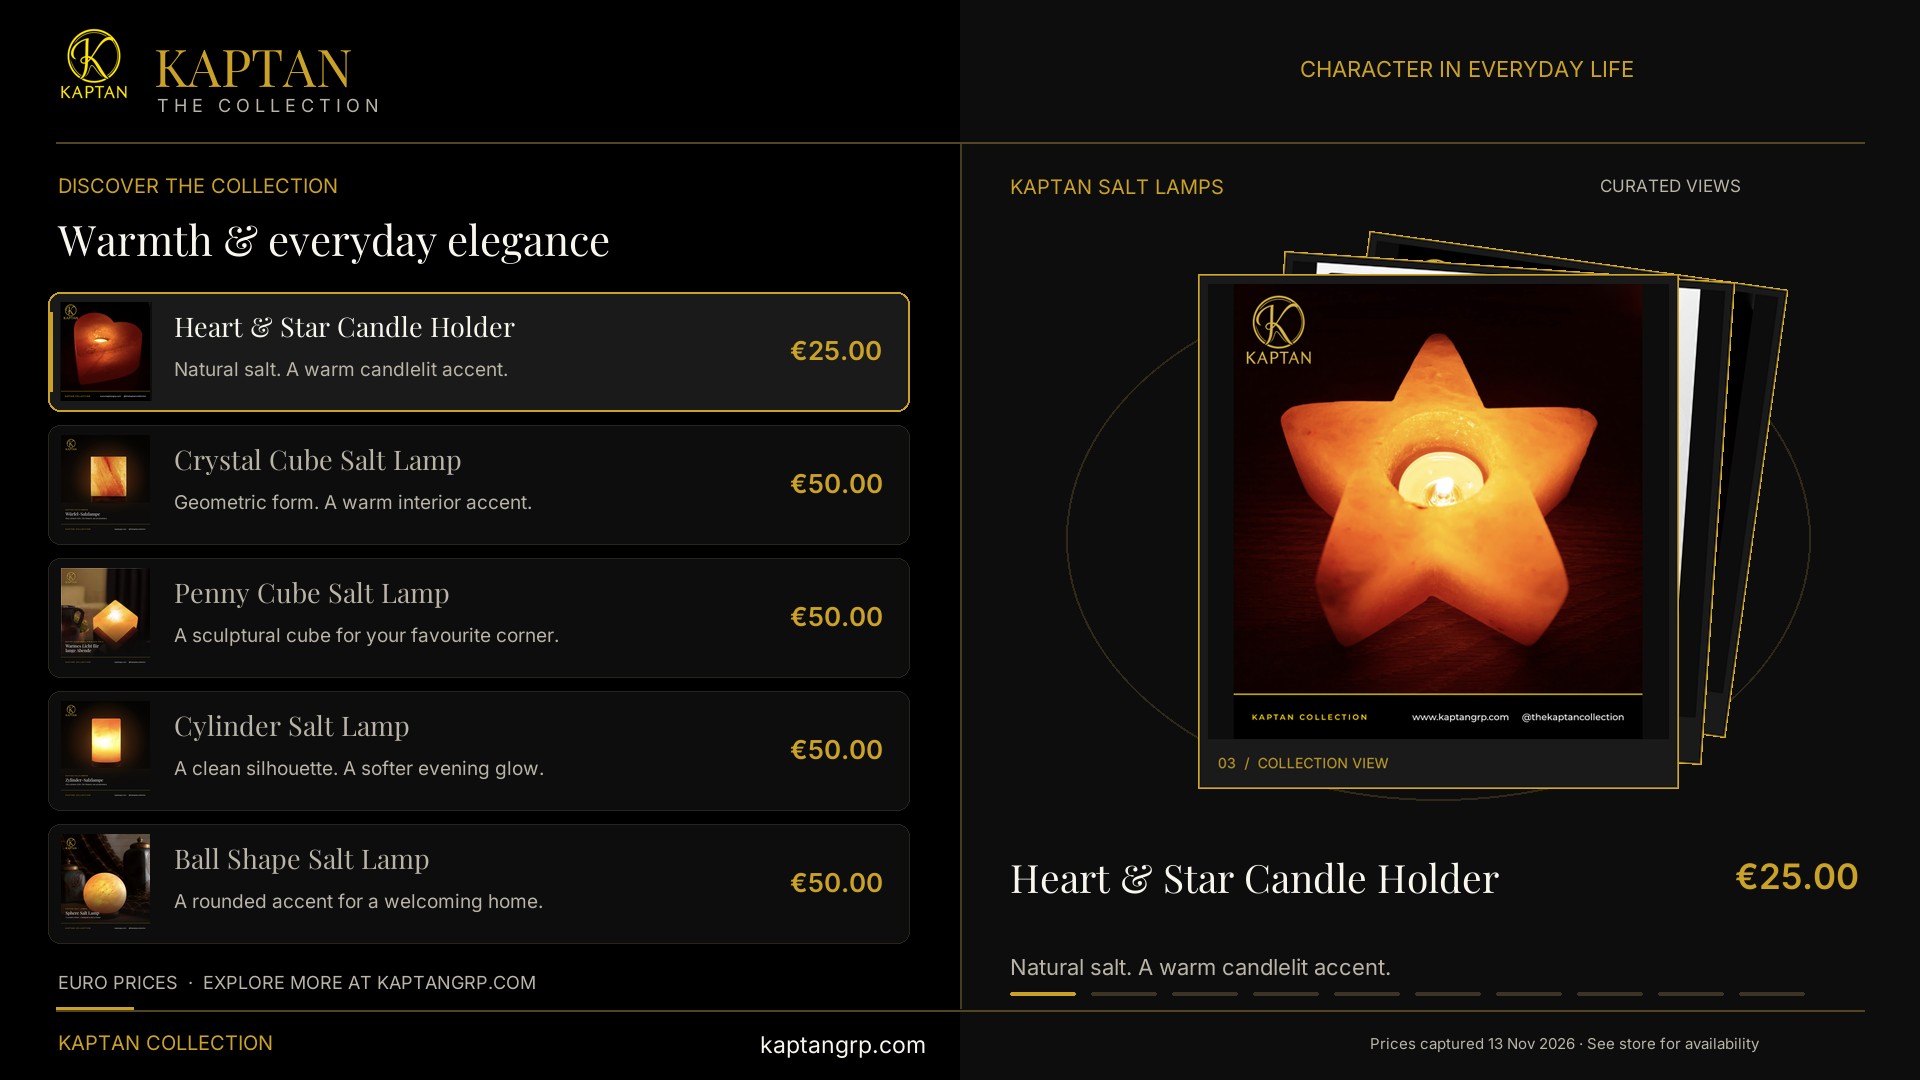 KAPTAN
KAPTAN
THE COLLECTION
CHARACTER IN EVERYDAY LIFE
DISCOVER THE COLLECTION
Warmth & everyday elegance
Heart & Star Candle Holder
Natural salt. A warm candlelit accent.
€25.00
Crystal Cube Salt Lamp
Geometric form. A warm interior accent.
€50.00
Penny Cube Salt Lamp
A sculptural cube for your favourite corner.
€50.00
Cylinder Salt Lamp
A clean silhouette. A softer evening glow.
€50.00
Ball Shape Salt Lamp
A rounded accent for a welcoming home.
€50.00
EURO PRICES · EXPLORE MORE AT KAPTANGRP.COM
KAPTAN SALT LAMPS
CURATED VIEWS
KAPTAN
KAPTAN COLLECTION
www.kaptangrp.com @thekaptancollection
03 / COLLECTION VIEW
Heart & Star Candle Holder
€25.00
Natural salt. A warm candlelit accent.
KAPTAN COLLECTION
kaptangrp.com
Prices captured 13 Nov 2026 · See store for availability